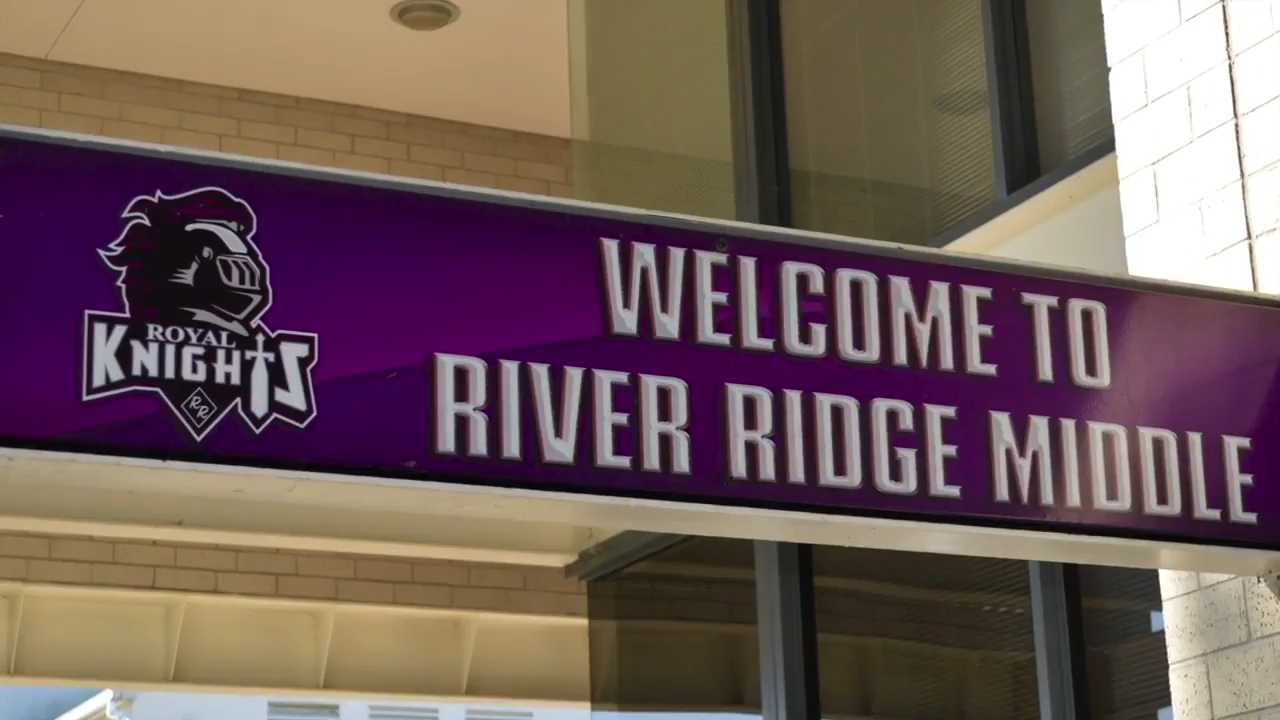 ROYAL
KNIGHTS
RR
WELCOME TO
RIVER RIDGE MIDDLE